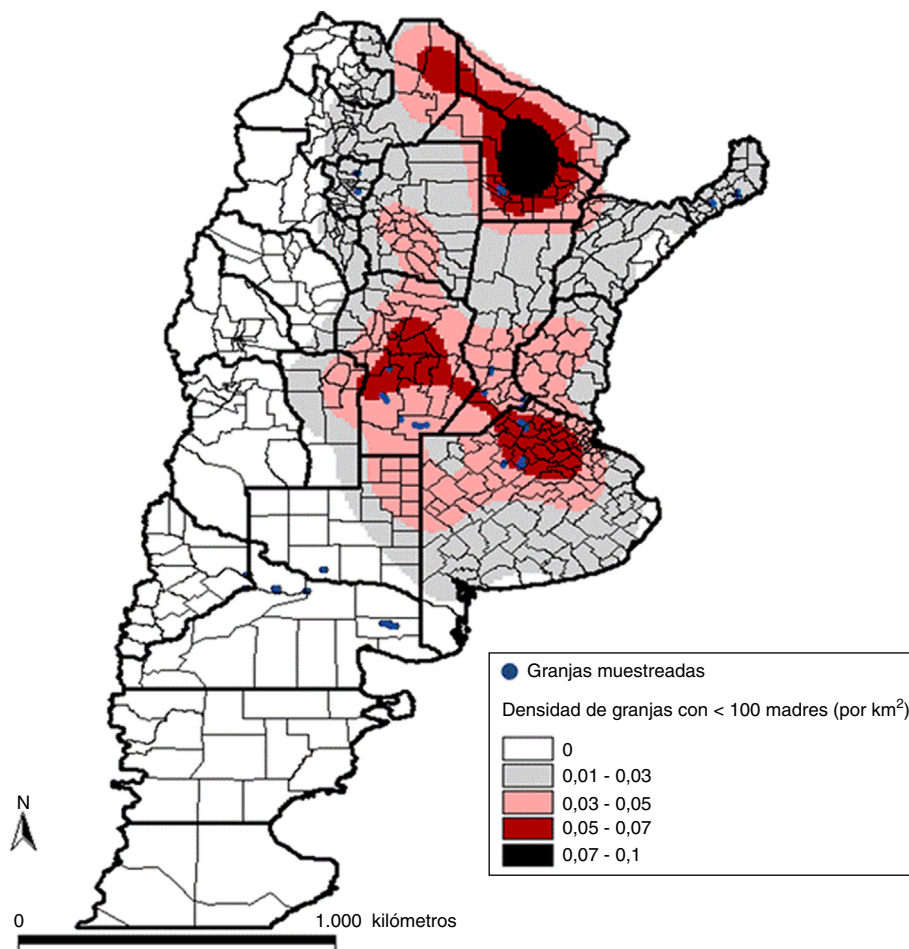 Granjas muestreadas
Densidad de granjas con < 100 madres (por km²)
0
0,01 - 0,03
0,03 - 0,05
0,05 - 0,07
0,07 - 0,1
N
0 1.000 kilómetros